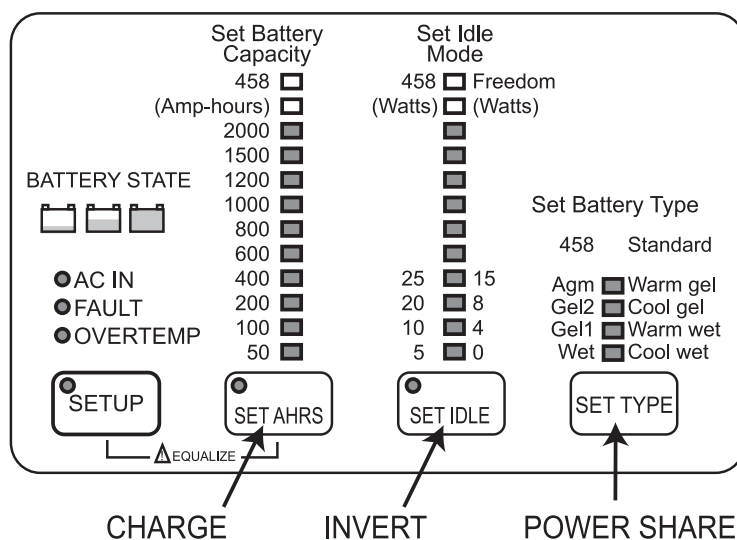 Set Battery
Capacity
458
(Amp-hours)
2000
1500
1200
1000
800
600
400
200
100
50
Set Idle
Mode
458 Freedom
(Watts) (Watts)
25 15
20 8
10 4
5 0
BATTERY STATE
AC IN
FAULT
OVERTEMP
Set Battery Type
458 Standard
Agm Warm gel
Gel2 Cool gel
Gel1 Warm wet
Wet Cool wet
SETUP
SET AHRS
SET IDLE
SET TYPE
⚠ EQUALIZE
CHARGE
INVERT
POWER SHARE